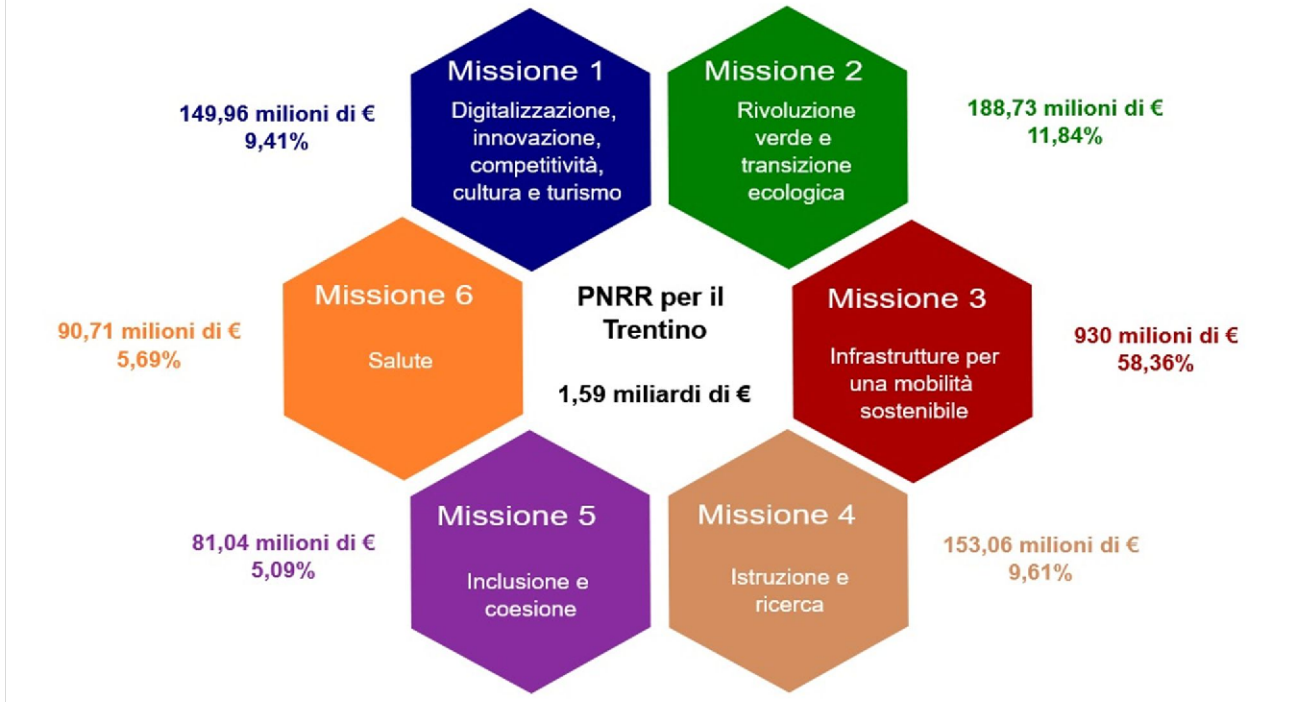 Missione 1
Digitalizzazione,
innovazione,
competitività,
cultura e turismo
149,96 milioni di €
9,41%
Missione 2
Rivoluzione
verde e
transizione
ecologica
188,73 milioni di €
11,84%
Missione 6
Salute
90,71 milioni di €
5,69%
PNRR per il
Trentino
1,59 miliardi di €
Missione 3
Infrastrutture per
una mobilità
sostenibile
930 milioni di €
58,36%
Missione 5
Inclusione e
coesione
81,04 milioni di €
5,09%
Missione 4
Istruzione e
ricerca
153,06 milioni di €
9,61%